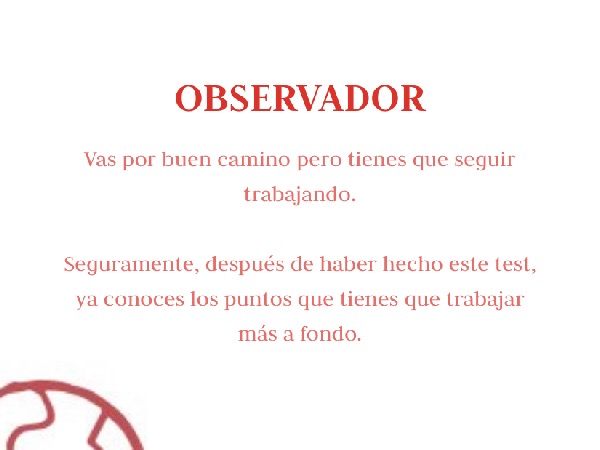 OBSERVADOR
Vas por buen camino pero tienes que seguir
trabajando.
Seguramente, después de haber hecho este test,
ya conoces los puntos que tienes que trabajar
más a fondo.